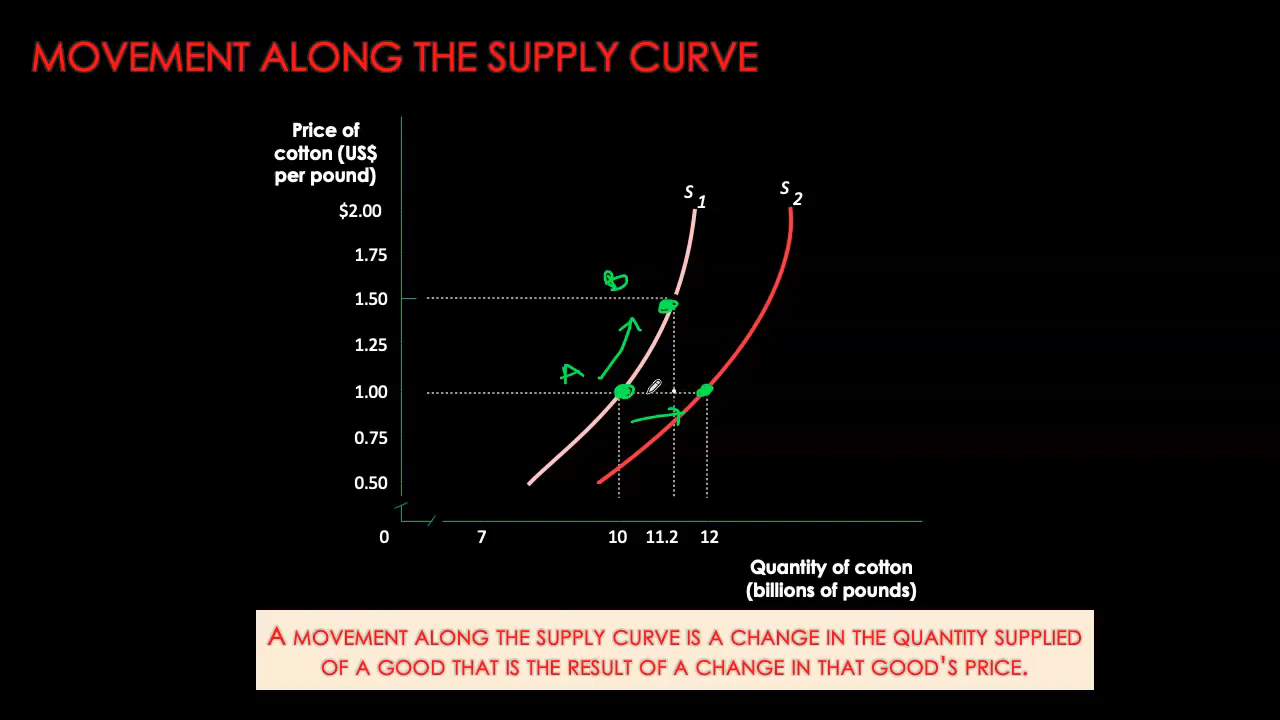 MOVEMENT ALONG THE SUPPLY CURVE
Price of
cotton (US$
per pound)
$2.00
1.75
1.50
1.25
1.00
0.75
0.50
S 1
S 2
B
A
0
7
10
11.2
12
Quantity of cotton
(billions of pounds)
A MOVEMENT ALONG THE SUPPLY CURVE IS A CHANGE IN THE QUANTITY SUPPLIED
OF A GOOD THAT IS THE RESULT OF A CHANGE IN THAT GOOD'S PRICE.